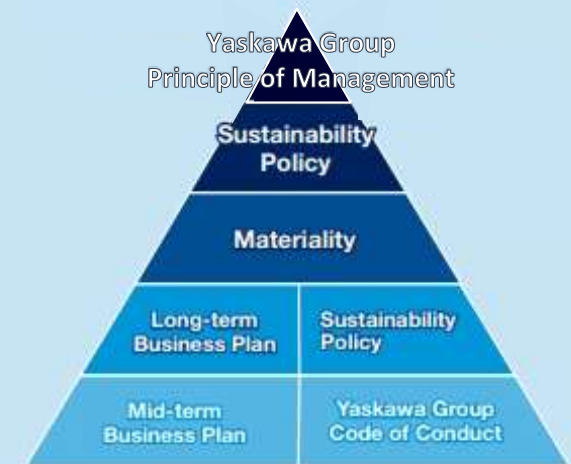 Yaskawa Group
Principle of Management
Sustainability
Policy
Materiality
Long-term
Business Plan
Sustainability
Policy
Mid-term
Business Plan
Yaskawa Group
Code of Conduct